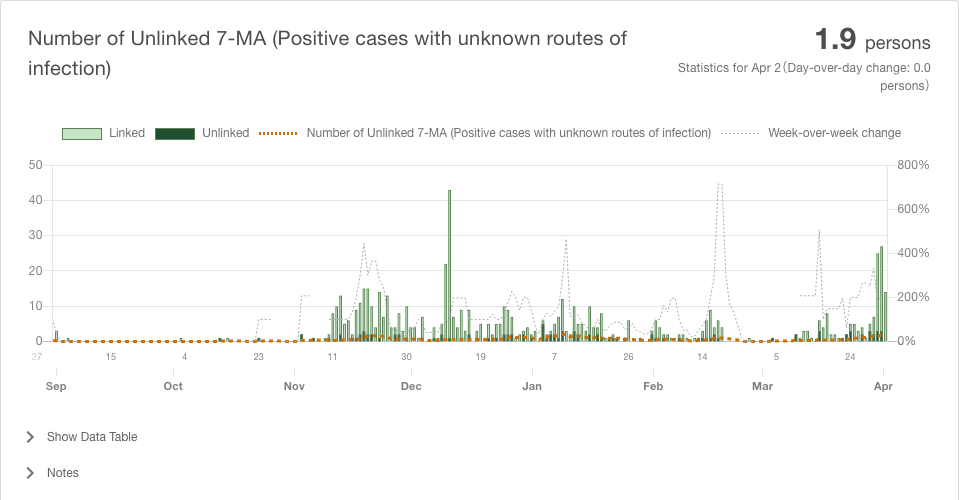 Number of Unlinked 7-MA (Positive cases with unknown routes of
infection)
1.9 persons
Statistics for Apr 2(Day-over-day change: 0.0
persons)
Linked Unlinked Number of Unlinked 7-MA (Positive cases with unknown routes of infection) Week-over-week change
50 800%
40 600%
30 400%
20 200%
10
0 0%
27 15 4 23 11 30 19 7 26 14 5 24
Sep Oct Nov Dec Jan Feb Mar Apr
Show Data Table
Notes